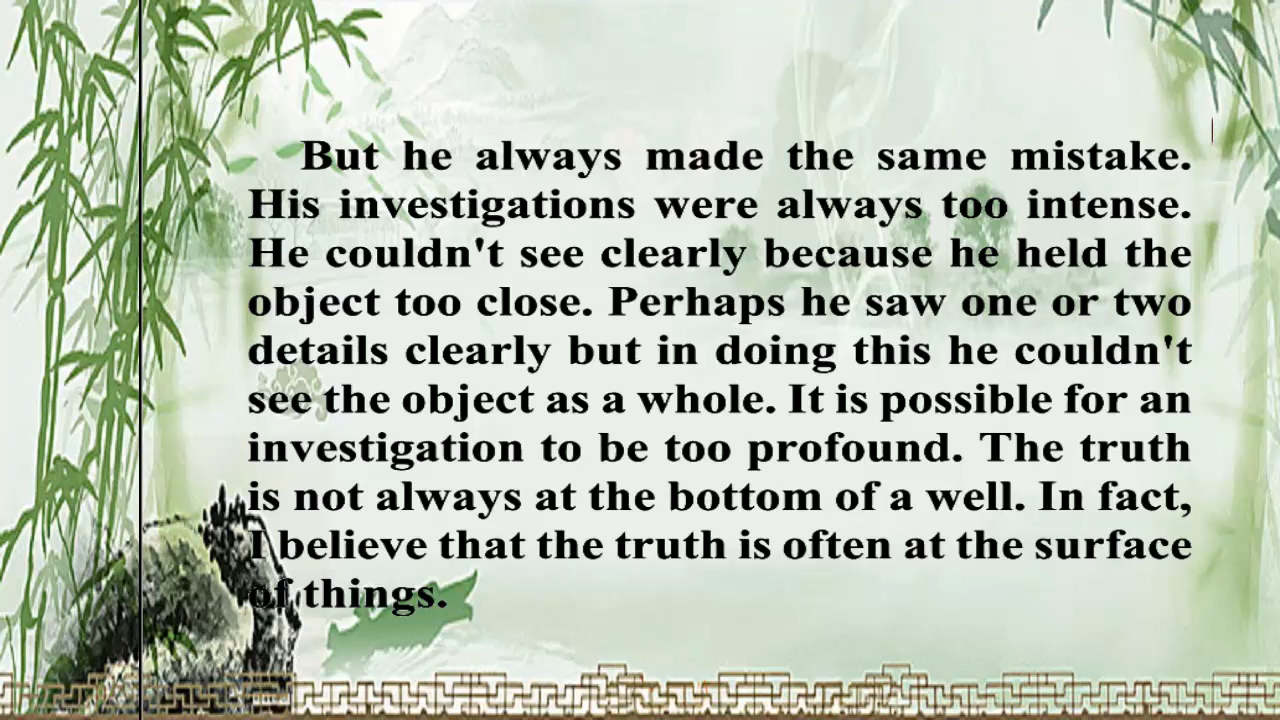 But he always made the same mistake.
His investigations were always too intense.
He couldn't see clearly because he held the
object too close. Perhaps he saw one or two
details clearly but in doing this he couldn't
see the object as a whole. It is possible for an
investigation to be too profound. The truth
is not always at the bottom of a well. In fact,
I believe that the truth is often at the surface
of things.